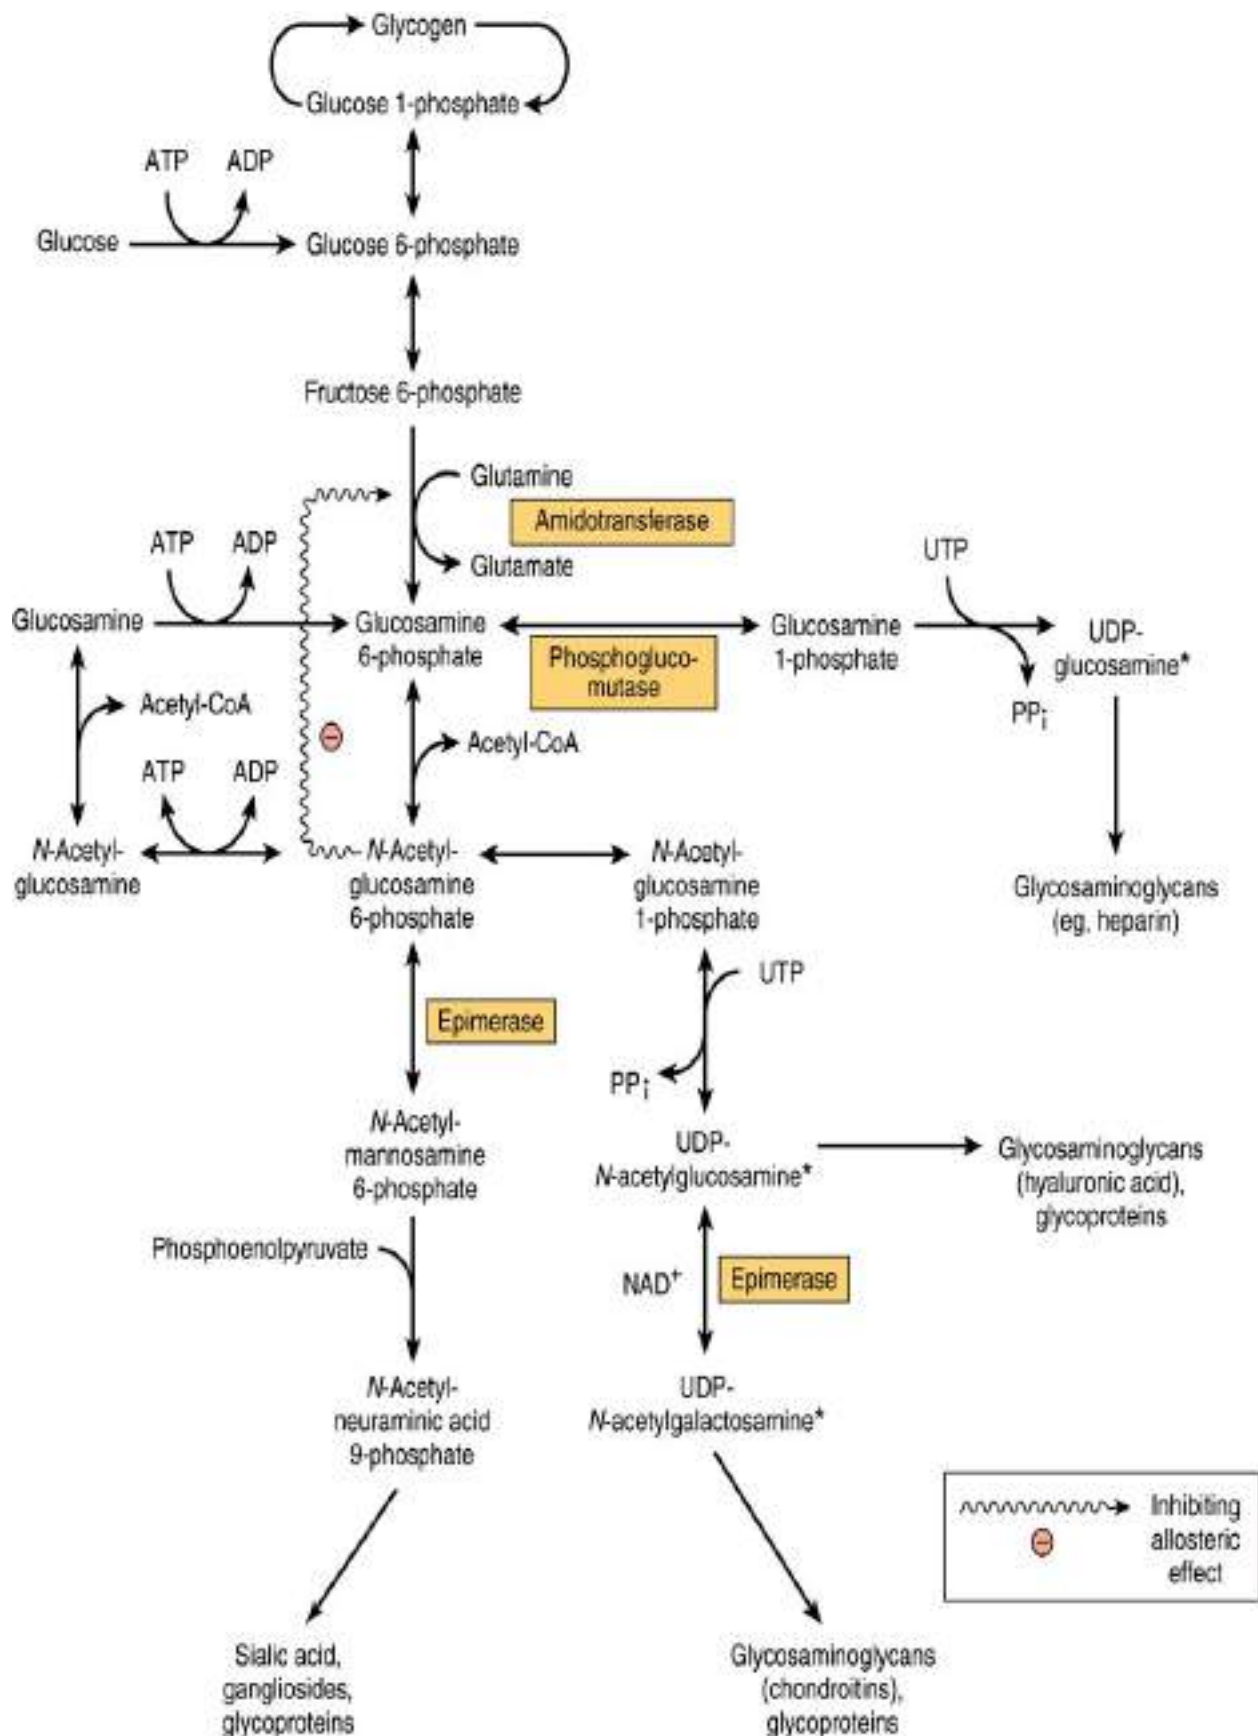 Glycogen
Glucose 1-phosphate
ATP ADP
Glucose
Glucose 6-phosphate
Fructose 6-phosphate
Glutamine
Amidotransferase
Glutamate
ATP ADP
UTP
Glucosamine
Glucosamine
6-phosphate
Phosphogluco-
mutase
Glucosamine
1-phosphate
UDP-
glucosamine*
PPi
Acetyl-CoA
Acetyl-CoA
ATP ADP
N-Acetyl-
glucosamine
N-Acetyl-
glucosamine
6-phosphate
N-Acetyl-
glucosamine
1-phosphate
Glycosaminoglycans
(eg, heparin)
UTP
Epimerase
PPi
N-Acetyl-
mannosamine
6-phosphate
UDP-
N-acetylglucosamine*
Glycosaminoglycans
(hyaluronic acid),
glycoproteins
Phosphoenolpyruvate
NAD+
Epimerase
N-Acetyl-
neuraminic acid
9-phosphate
UDP-
N-acetylgalactosamine*
Inhibiting
allosteric
effect
Sialic acid,
gangliosides,
glycoproteins
Glycosaminoglycans
(chondroitins),
glycoproteins